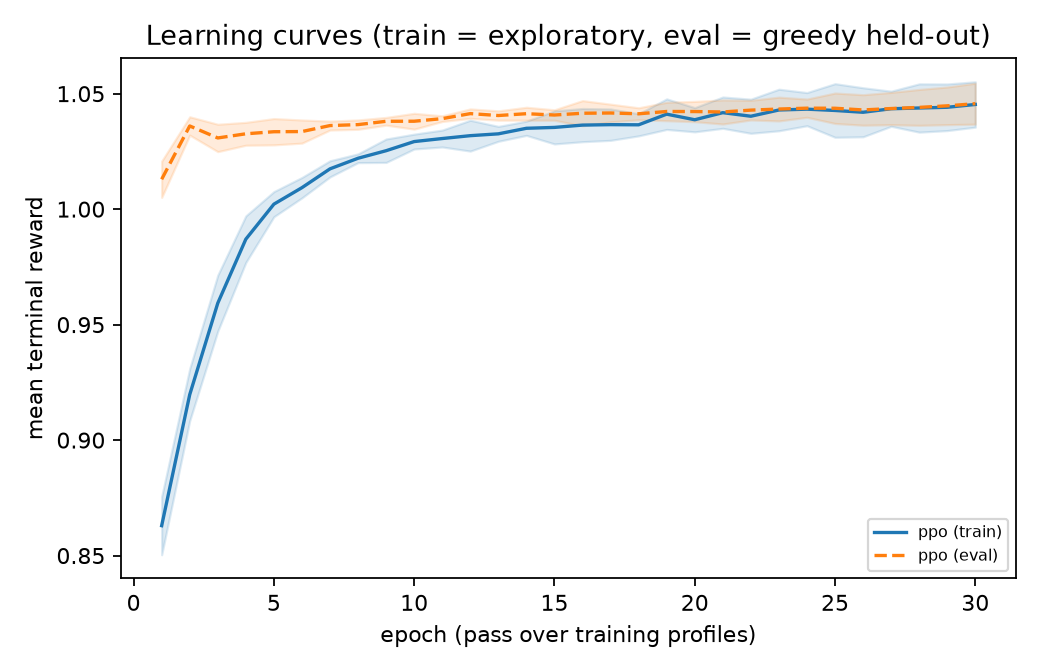 Learning curves (train = exploratory, eval = greedy held-out)
mean terminal reward
1.05
1.00
0.95
0.90
0.85
0
5
10
15
20
25
30
epoch (pass over training profiles)
ppo (train)
ppo (eval)